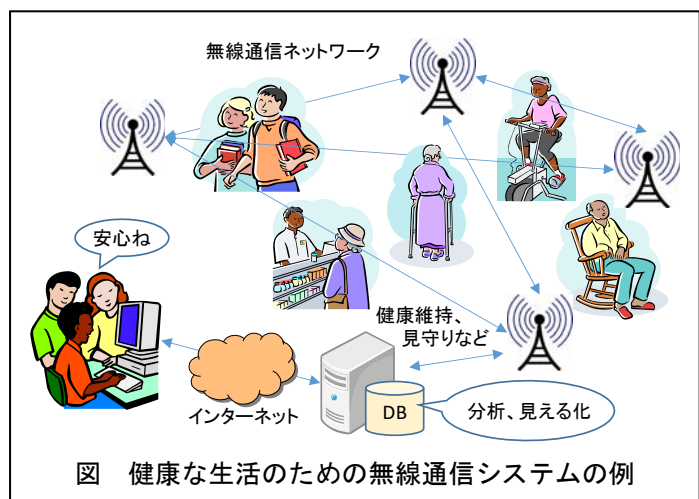 無線通信ネットワーク
安心ね
健康維持、
見守りなど
インターネット
DB
分析、見える化
図　健康な生活のための無線通信システムの例